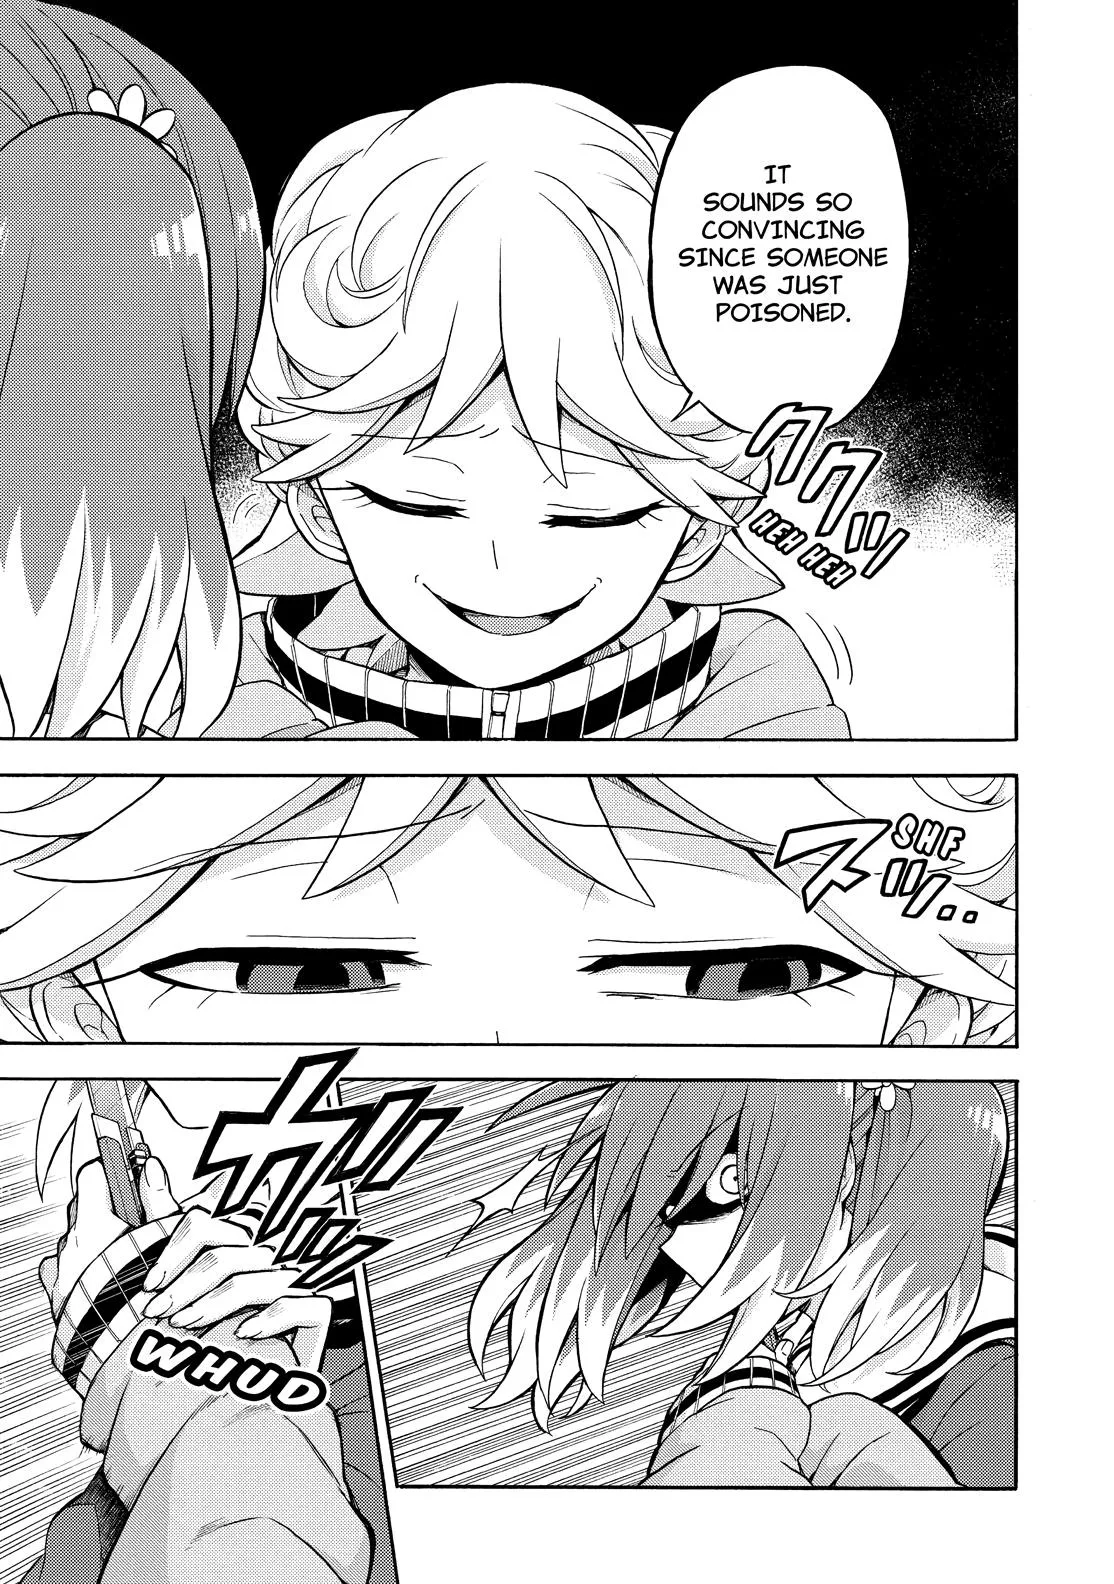 IT
SOUNDS SO
CONVINCING
SINCE SOMEONE
WAS JUST
POISONED.
クククッ
HEH HEH
スッ..
SHF
ガッ
WHUD